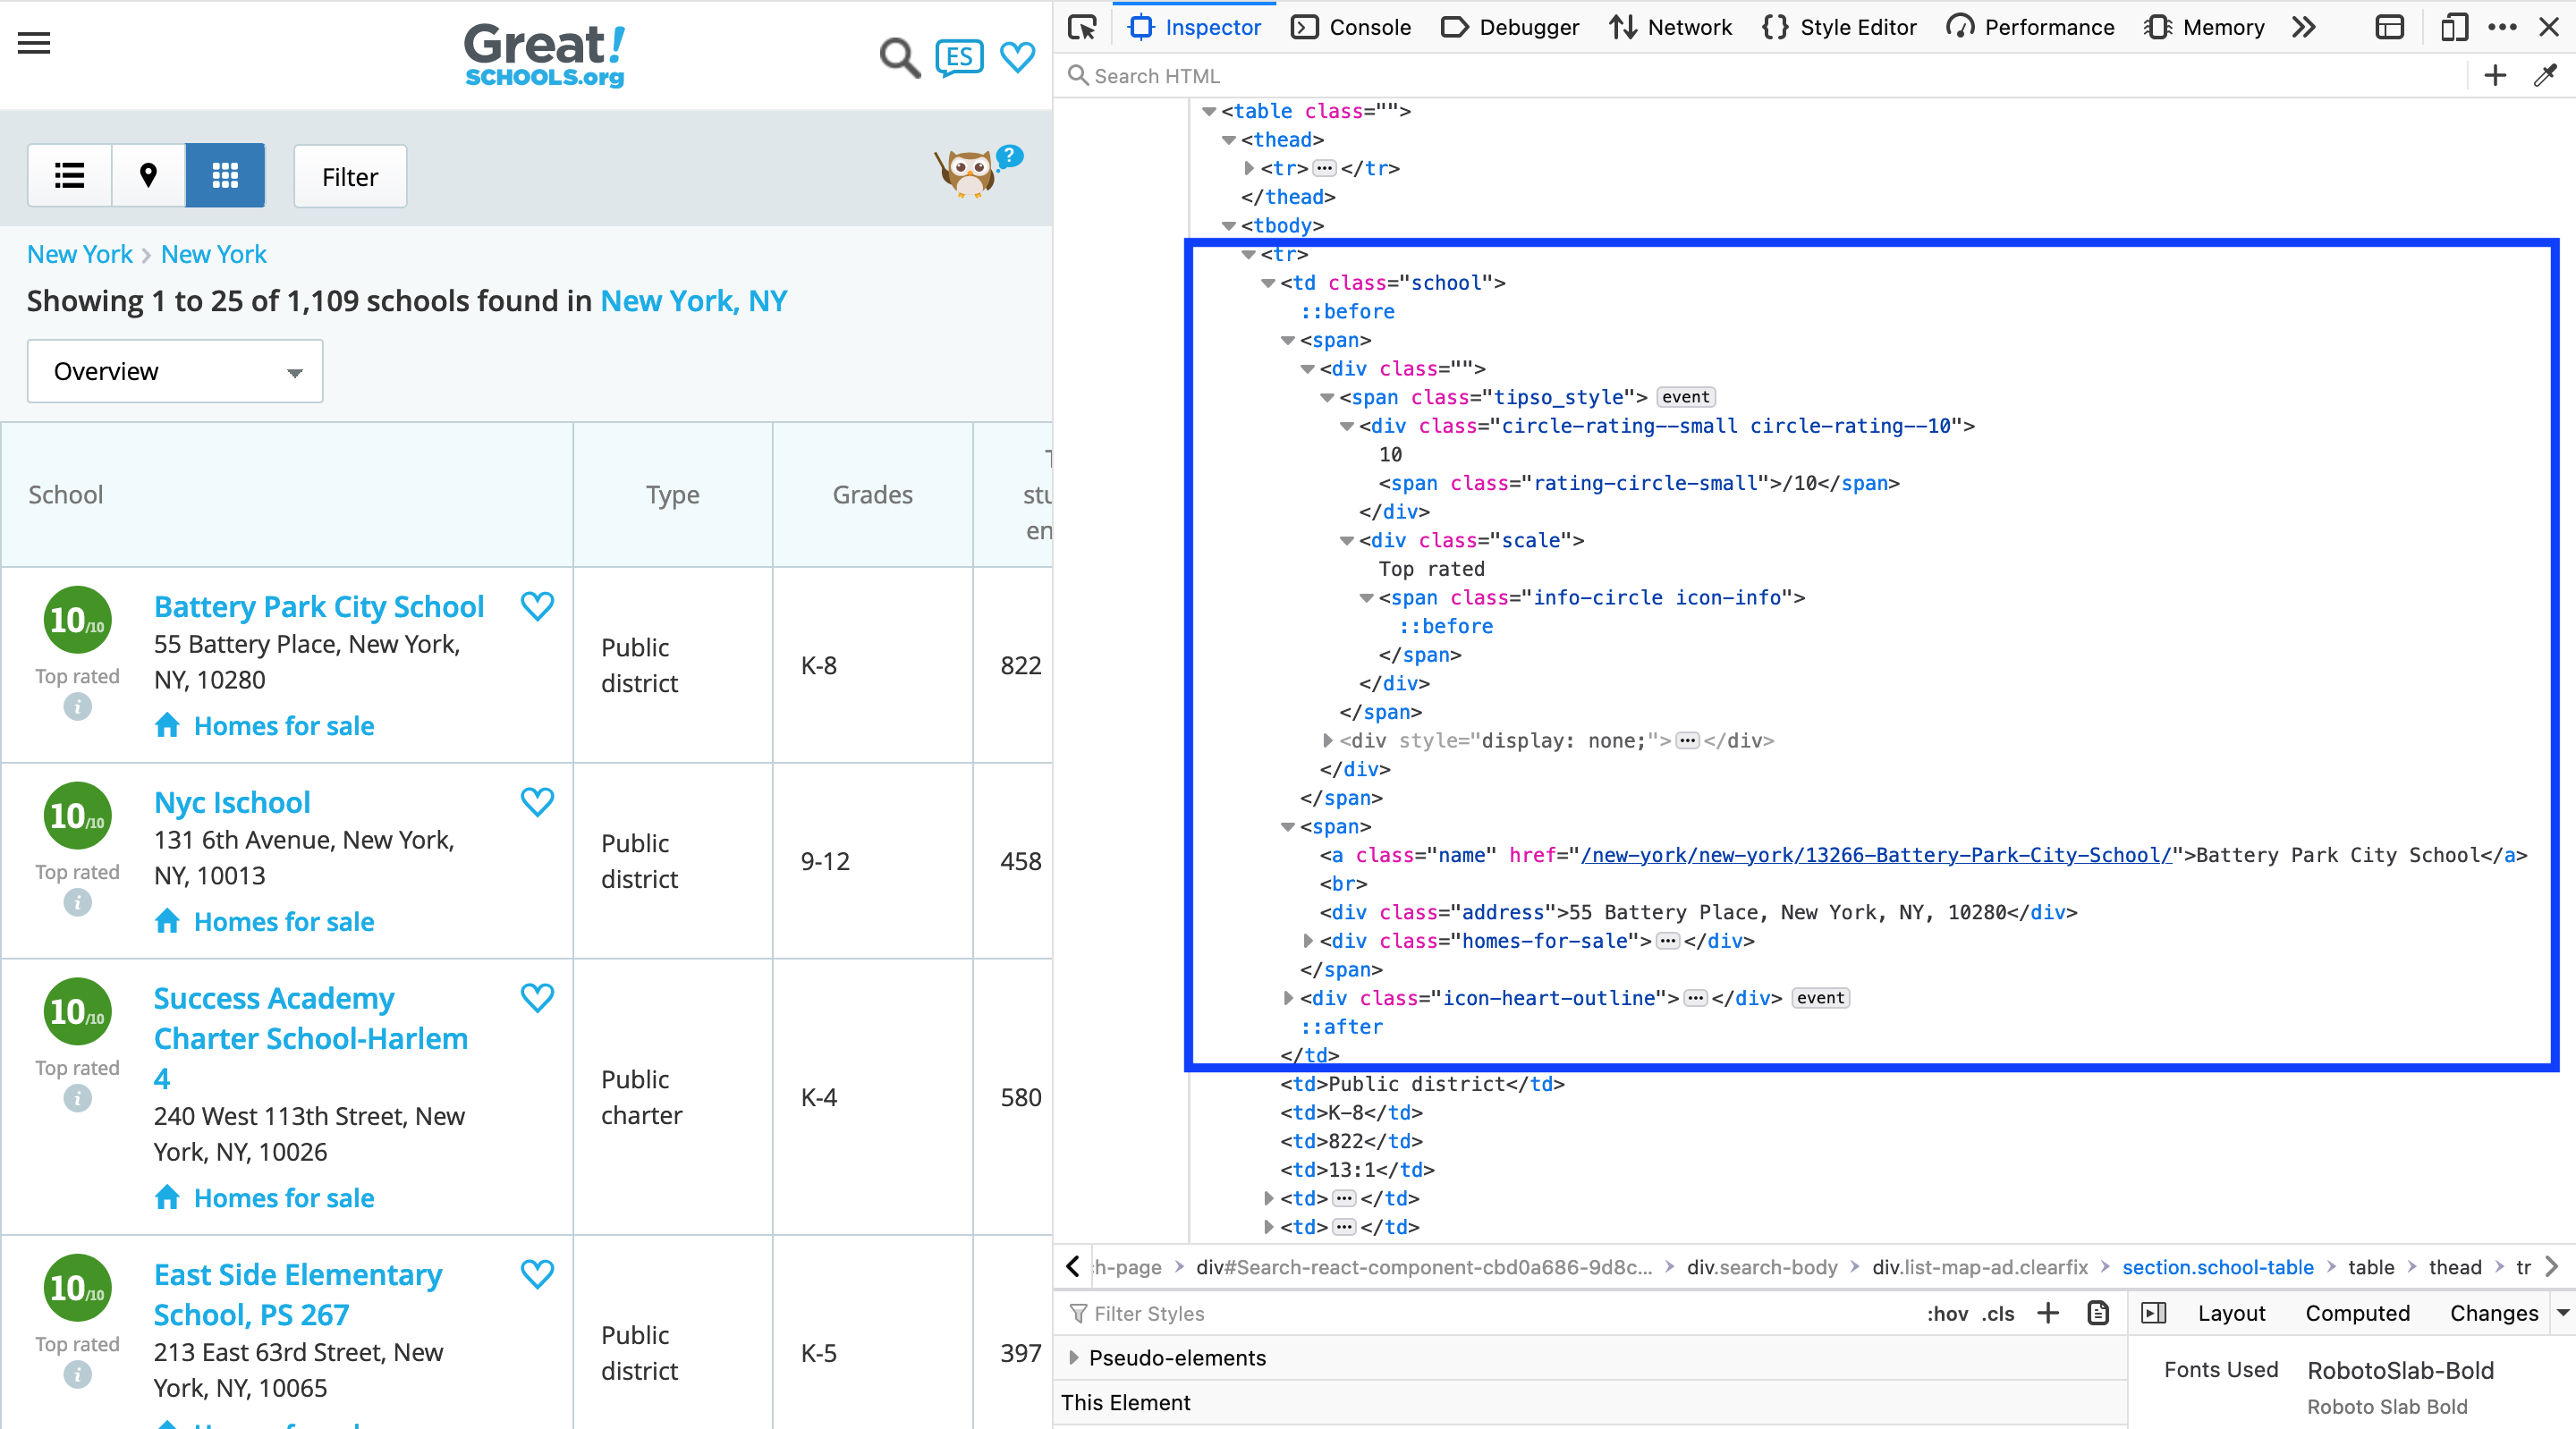 Great!
SCHOOLS.org
ES
Filter
?
New York > New York
Showing 1 to 25 of 1,109 schools found in New York, NY
Overview
School
Type
Grades
10/10
Top rated
i
Battery Park City School
55 Battery Place, New York,
NY, 10280
Homes for sale
Public
district
K-8
822
10/10
Top rated
i
Nyc Ischool
131 6th Avenue, New York,
NY, 10013
Homes for sale
Public
district
9-12
458
10/10
Top rated
i
Success Academy
Charter School-Harlem
4
240 West 113th Street, New
York, NY, 10026
Homes for sale
Public
charter
K-4
580
10/10
Top rated
i
East Side Elementary
School, PS 267
213 East 63rd Street, New
York, NY, 10065
Public
district
K-5
397
Inspector Console Debugger Network {} Style Editor Performance Memory
Search HTML
<table class="">
<thead>
<tr>...</tr>
</thead>
<tbody>
<tr>
<td class="school">
::before
<span>
<div class="">
<span class="tipso_style"> event
<div class="circle-rating--small circle-rating--10">
10
<span class="rating-circle-small">/10</span>
</div>
<div class="scale">
Top rated
<span class="info-circle icon-info">
::before
</span>
</div>
</span>
<div style="display: none;">...</div>
</div>
</span>
<span>
<a class="name" href="/new-york/new-york/13266-Battery-Park-City-School/">Battery Park City School</a>
<br>
<div class="address">55 Battery Place, New York, NY, 10280</div>
<div class="homes-for-sale">...</div>
</span>
<div class="icon-heart-outline">...</div> event
::after
</td>
<td>Public district</td>
<td>K-8</td>
<td>822</td>
<td>13:1</td>
<td>...</td>
<td>...</td>
h-page > div#Search-react-component-cbd0a686-9d8c... > div.search-body > div.list-map-ad.clearfix > section.school-table > table > thead > tr
Filter Styles
:hov .cls +
Layout Computed Changes
Pseudo-elements
This Element
Fonts Used RobotoSlab-Bold
Roboto Slab Bold